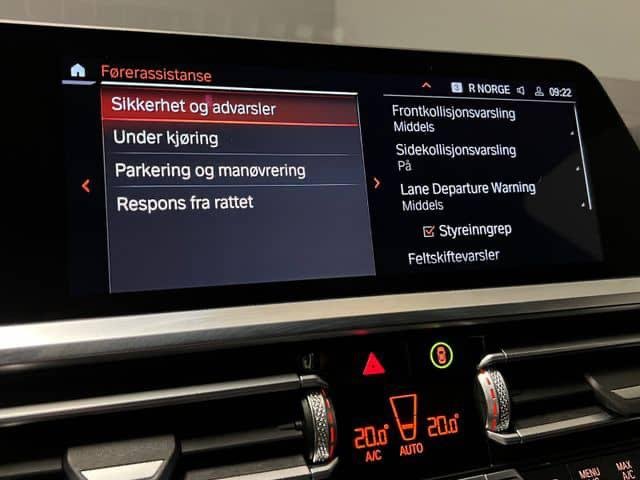 Førerassistanse
3 R NORGE 09:22
Sikkerhet og advarsler
Under kjøring
Parkering og manøvrering
Respons fra rattet
Frontkollisjonsvarsling
Middels
Sidekollisjonsvarsling
På
Lane Departure Warning
Middels
Styreinngrep
Feltskiftevarsler
20.0 20.0
A/C AUTO
MENU
MAX
A/C